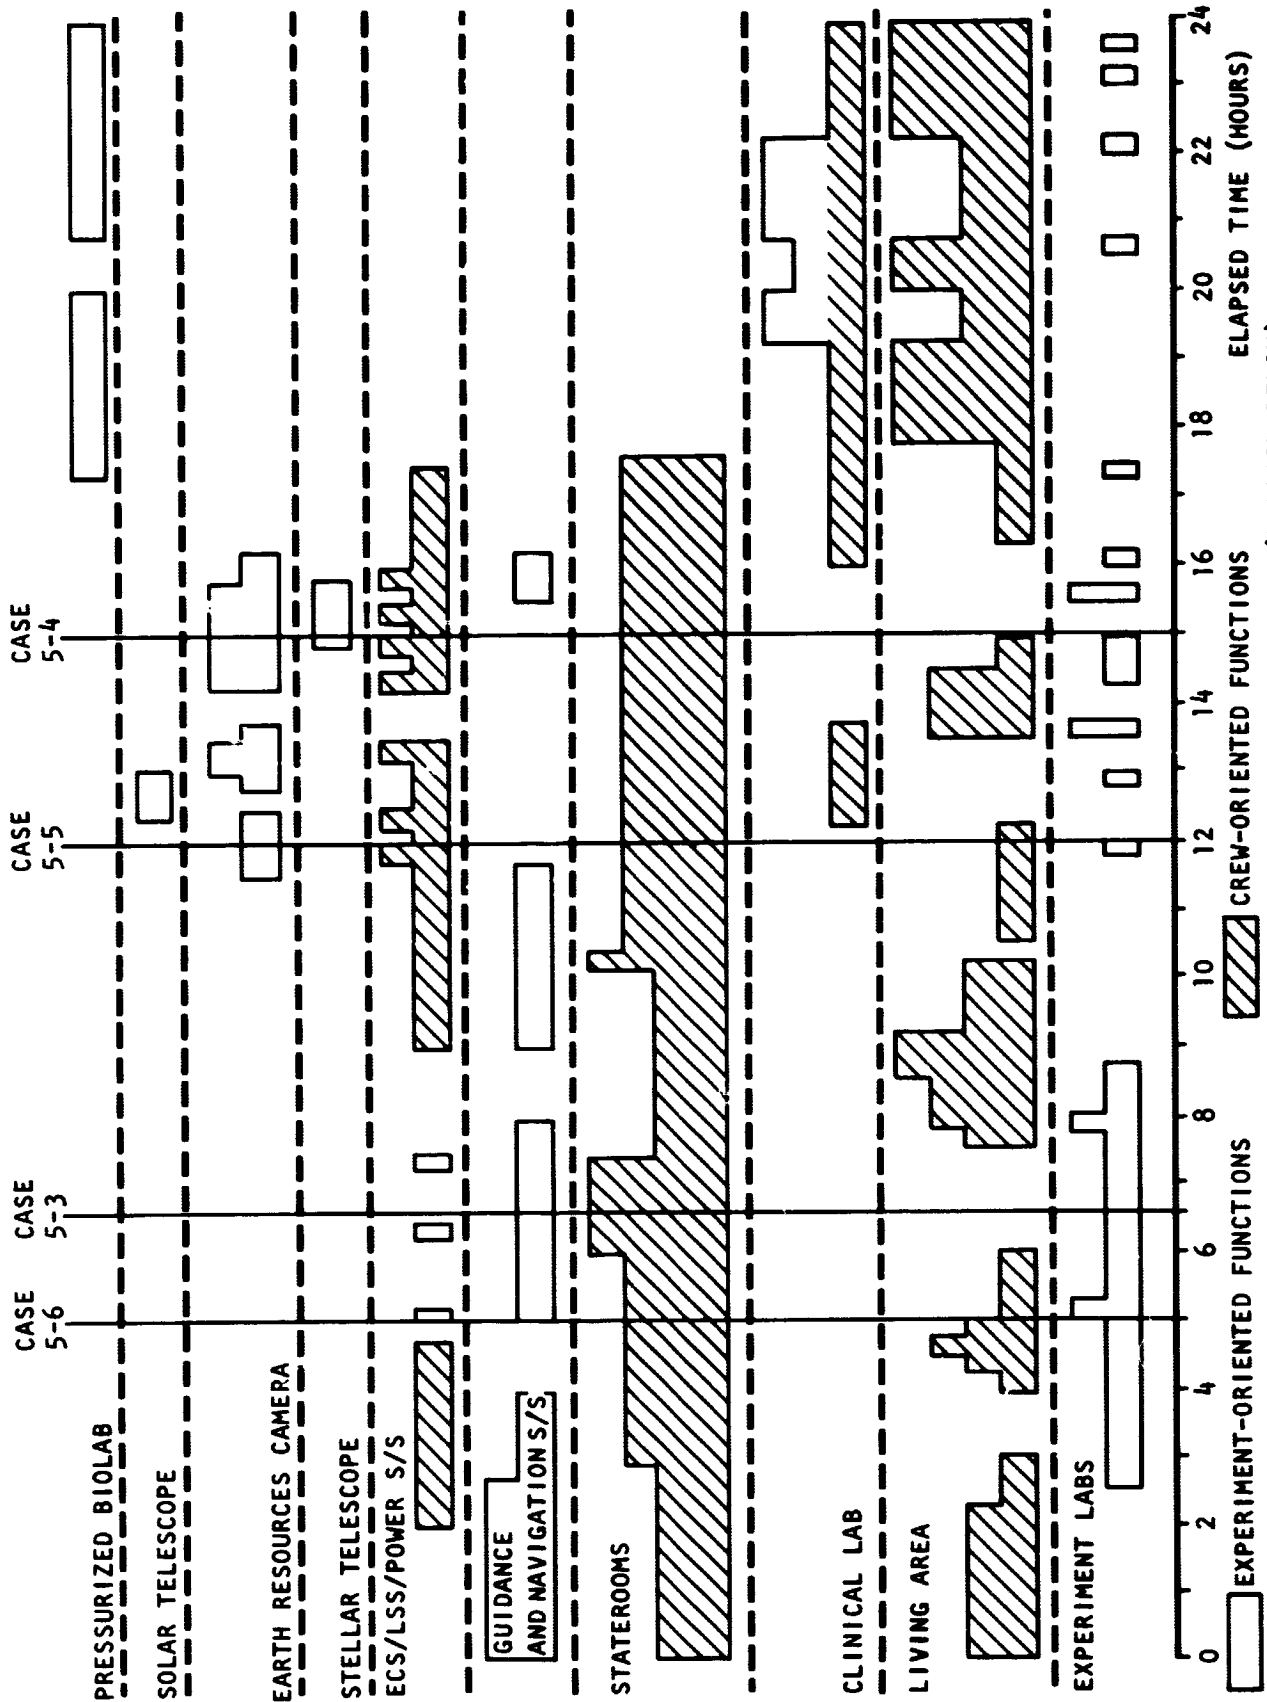 CASE
5-6
CASE
5-3
CASE
5-5
CASE
5-4
PRESSURIZED BIOLAB
SOLAR TELESCOPE
EARTH RESOURCES CAMERA
STELLAR TELESCOPE
ECS/LSS/POWER S/S
GUIDANCE
AND NAVIGATION S/S
STATEROOMS
CLINICAL LAB
LIVING AREA
EXPERIMENT LABS
0 2 4 6 8 10 12 14 16 18 20 22 24
ELAPSED TIME (HOURS)
EXPERIMENT-ORIENTED FUNCTIONS
CREW-ORIENTED FUNCTIONS